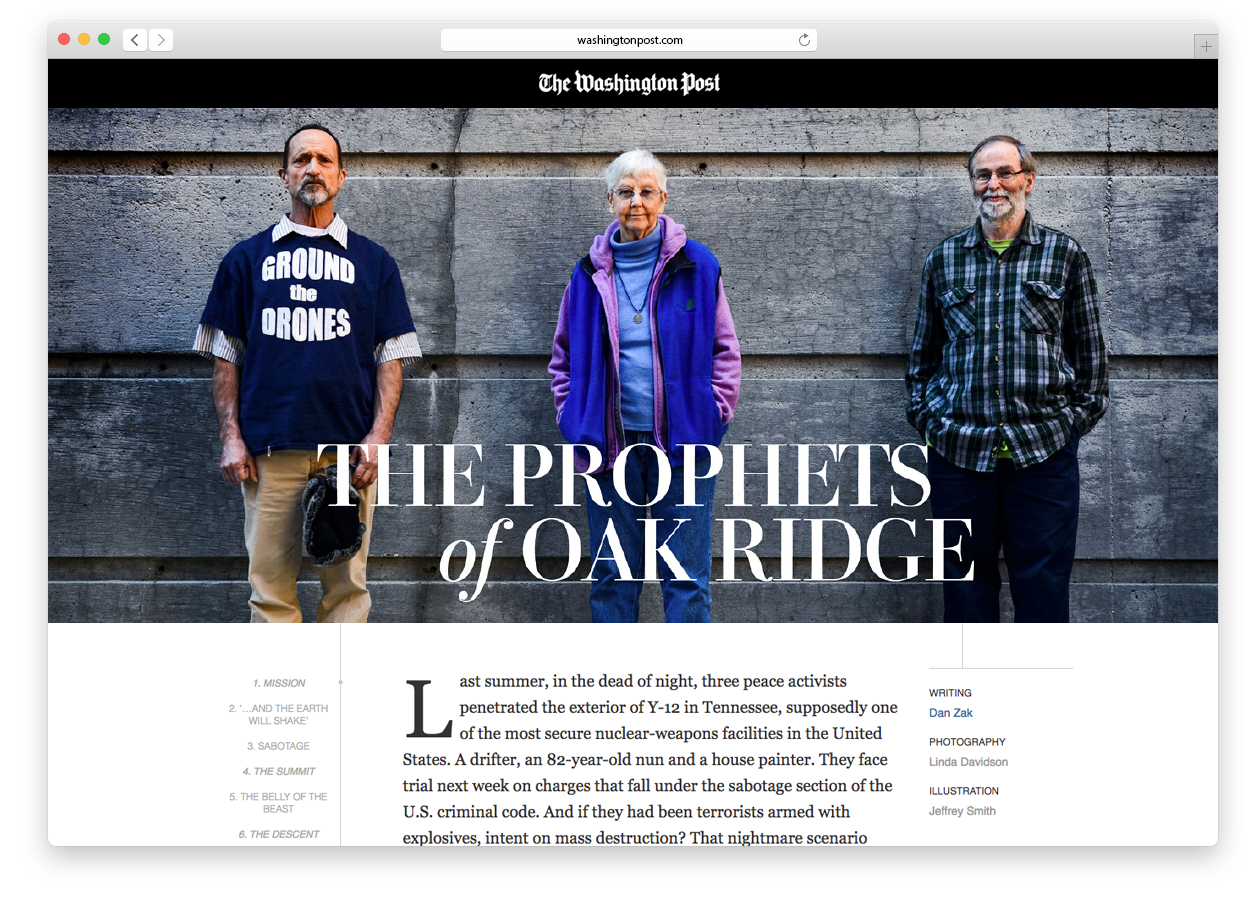 washingtonpost.com
The Washington Post
GROUND
the
DRONES
THE PROPHETS
of OAK RIDGE
1. MISSION
2. '...AND THE EARTH
WILL SHAKE'
3. SABOTAGE
4. THE SUMMIT
5. THE BELLY OF THE
BEAST
6. THE DESCENT
Last summer, in the dead of night, three peace activists
penetrated the exterior of Y-12 in Tennessee, supposedly one
of the most secure nuclear-weapons facilities in the United
States. A drifter, an 82-year-old nun and a house painter. They face
trial next week on charges that fall under the sabotage section of the
U.S. criminal code. And if they had been terrorists armed with
explosives, intent on mass destruction? That nightmare scenario
WRITING
Dan Zak
PHOTOGRAPHY
Linda Davidson
ILLUSTRATION
Jeffrey Smith